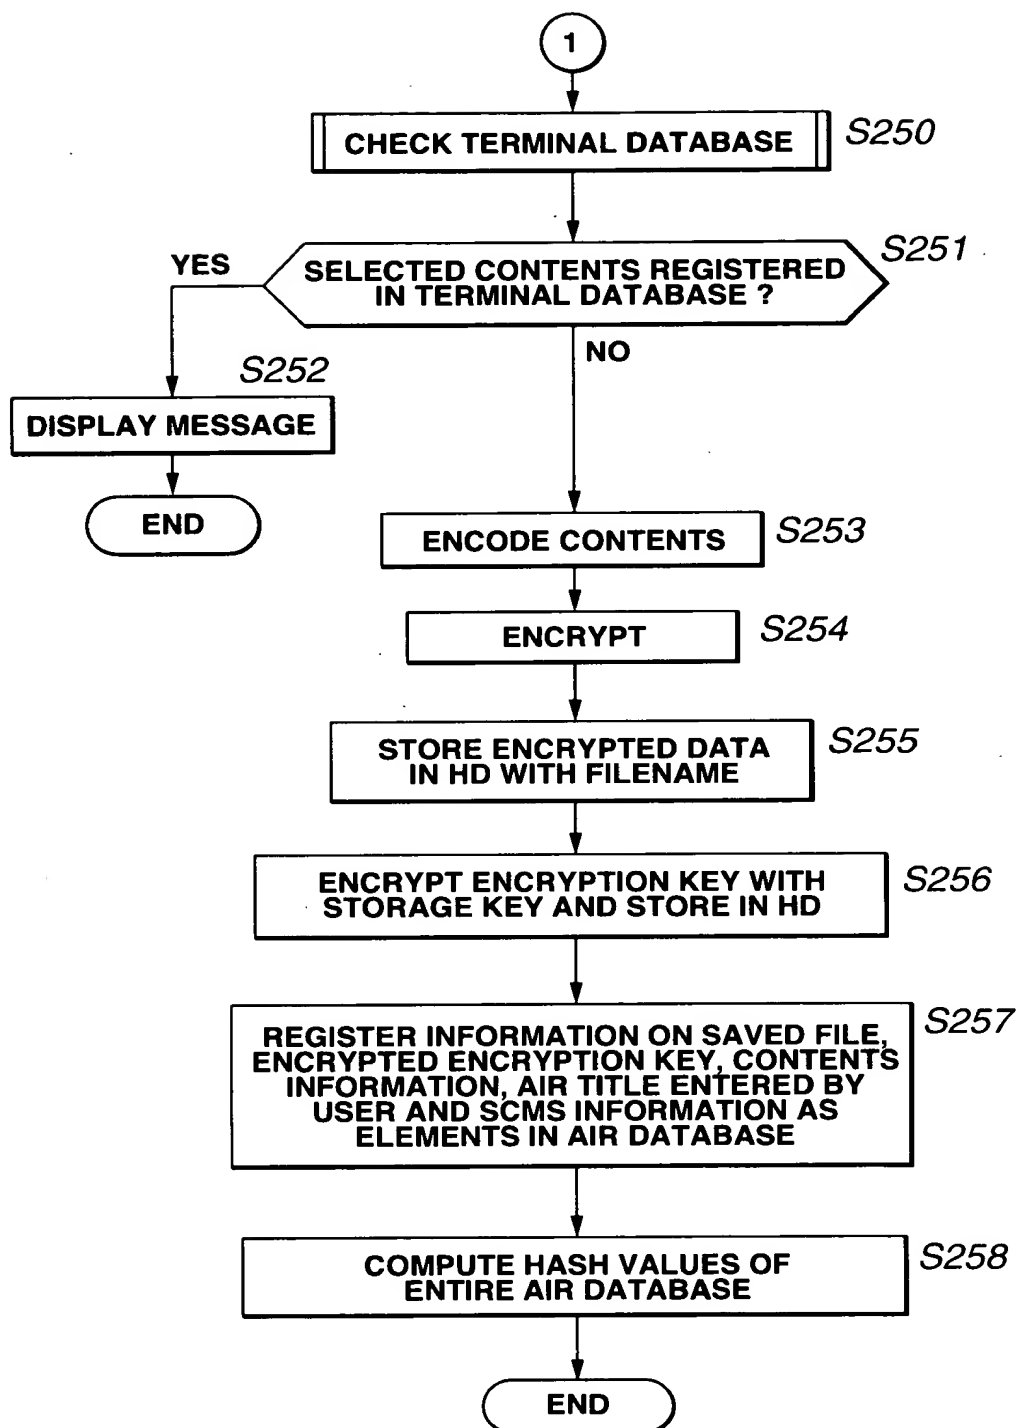 1
CHECK TERMINAL DATABASE
S250
SELECTED CONTENTS REGISTERED
IN TERMINAL DATABASE ?
S251
YES
NO
S252
DISPLAY MESSAGE
END
ENCODE CONTENTS
S253
ENCRYPT
S254
STORE ENCRYPTED DATA
IN HD WITH FILENAME
S255
ENCRYPT ENCRYPTION KEY WITH
STORAGE KEY AND STORE IN HD
S256
REGISTER INFORMATION ON SAVED FILE,
ENCRYPTED ENCRYPTION KEY, CONTENTS
INFORMATION, AIR TITLE ENTERED BY
USER AND SCMS INFORMATION AS
ELEMENTS IN AIR DATABASE
S257
COMPUTE HASH VALUES OF
ENTIRE AIR DATABASE
S258
END